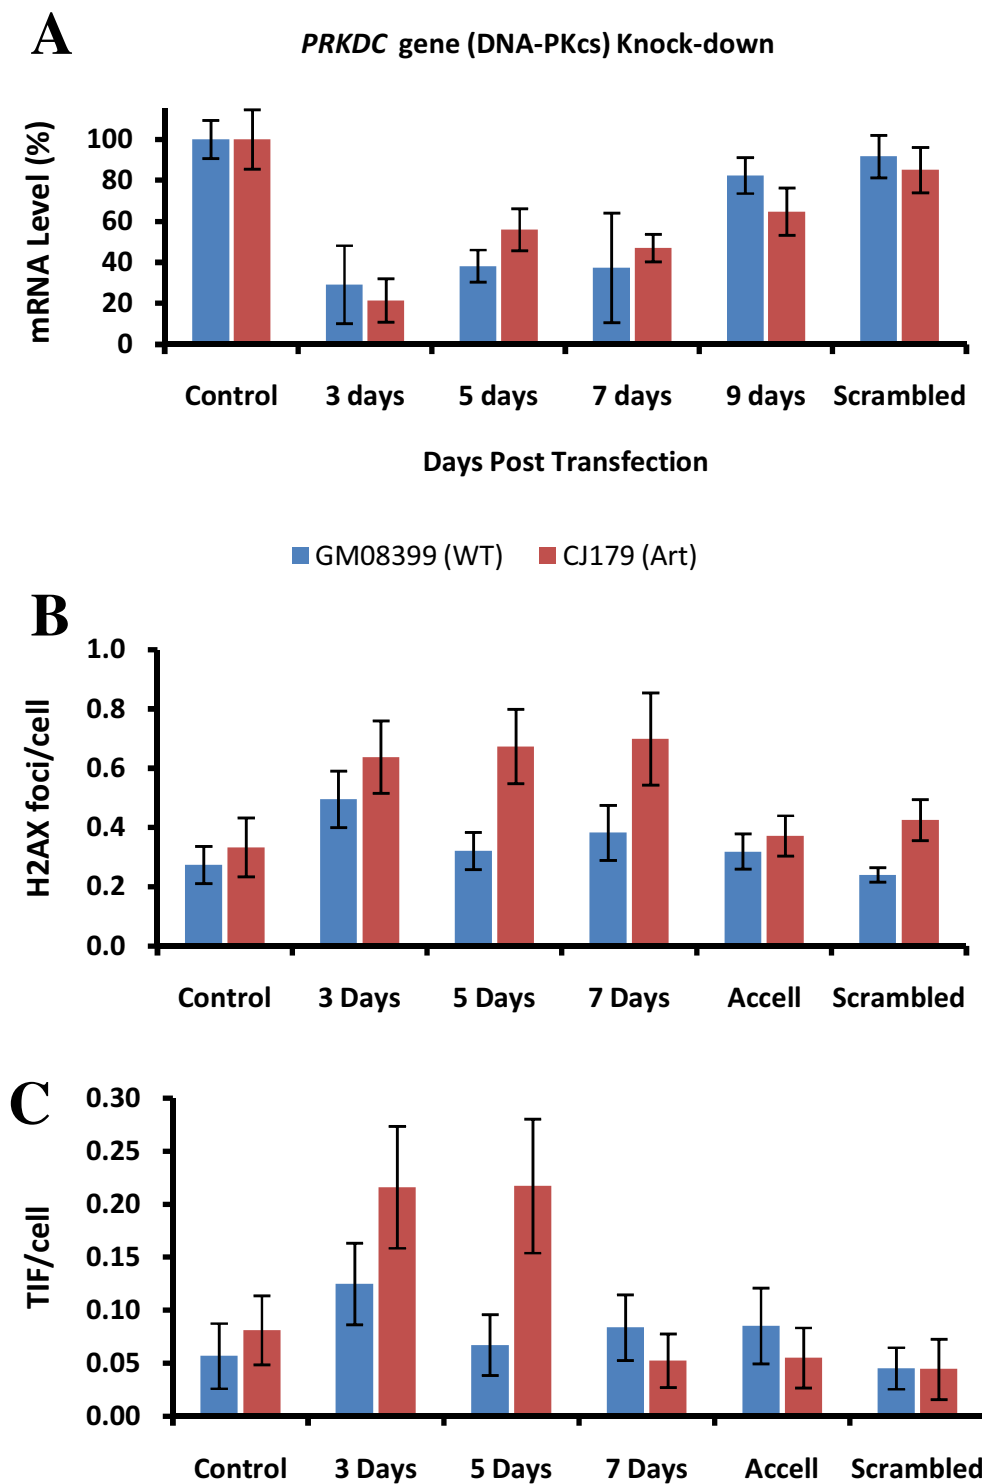 A
PRKDC gene (DNA-PKcs) Knock-down
mRNA Level (%)
100
80
60
40
20
0
Control 3 days 5 days 7 days 9 days Scrambled
Days Post Transfection
GM08399 (WT) CJ179 (Art)
B
H2AX foci/cell
1.0
0.8
0.6
0.4
0.2
0.0
Control 3 Days 5 Days 7 Days Accell Scrambled
C
TIF/cell
0.30
0.25
0.20
0.15
0.10
0.05
0.00
Control 3 Days 5 Days 7 Days Accell Scrambled